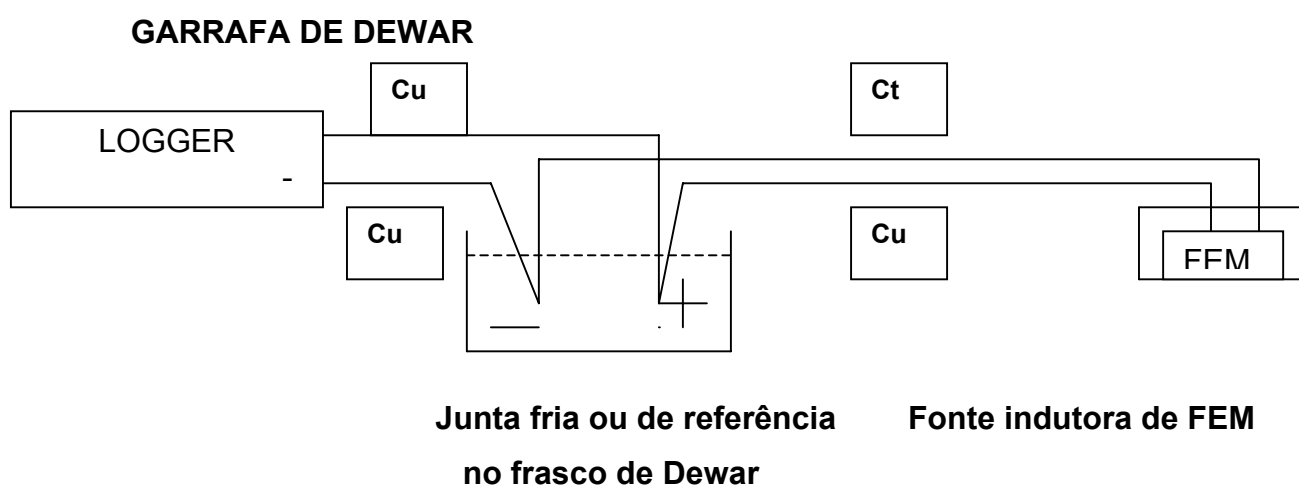 GARRAFA DE DEWAR
Cu
Ct
LOGGER
-
Cu
Cu
FFM
Junta fria ou de referência
Fonte indutora de FEM
no frasco de Dewar